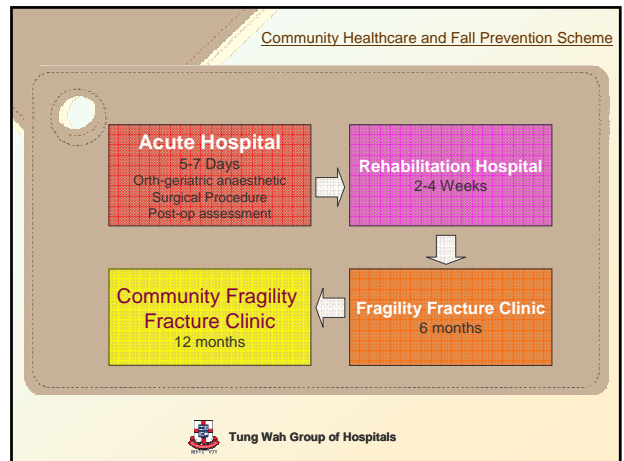 Community Healthcare and Fall Prevention Scheme
Acute Hospital
5-7 Days
Orth-geriatric anaesthetic
Surgical Procedure
Post-op assessment
Rehabilitation Hospital
2-4 Weeks
Fragility Fracture Clinic
6 months
Community Fragility
Fracture Clinic
12 months
Tung Wah Group of Hospitals